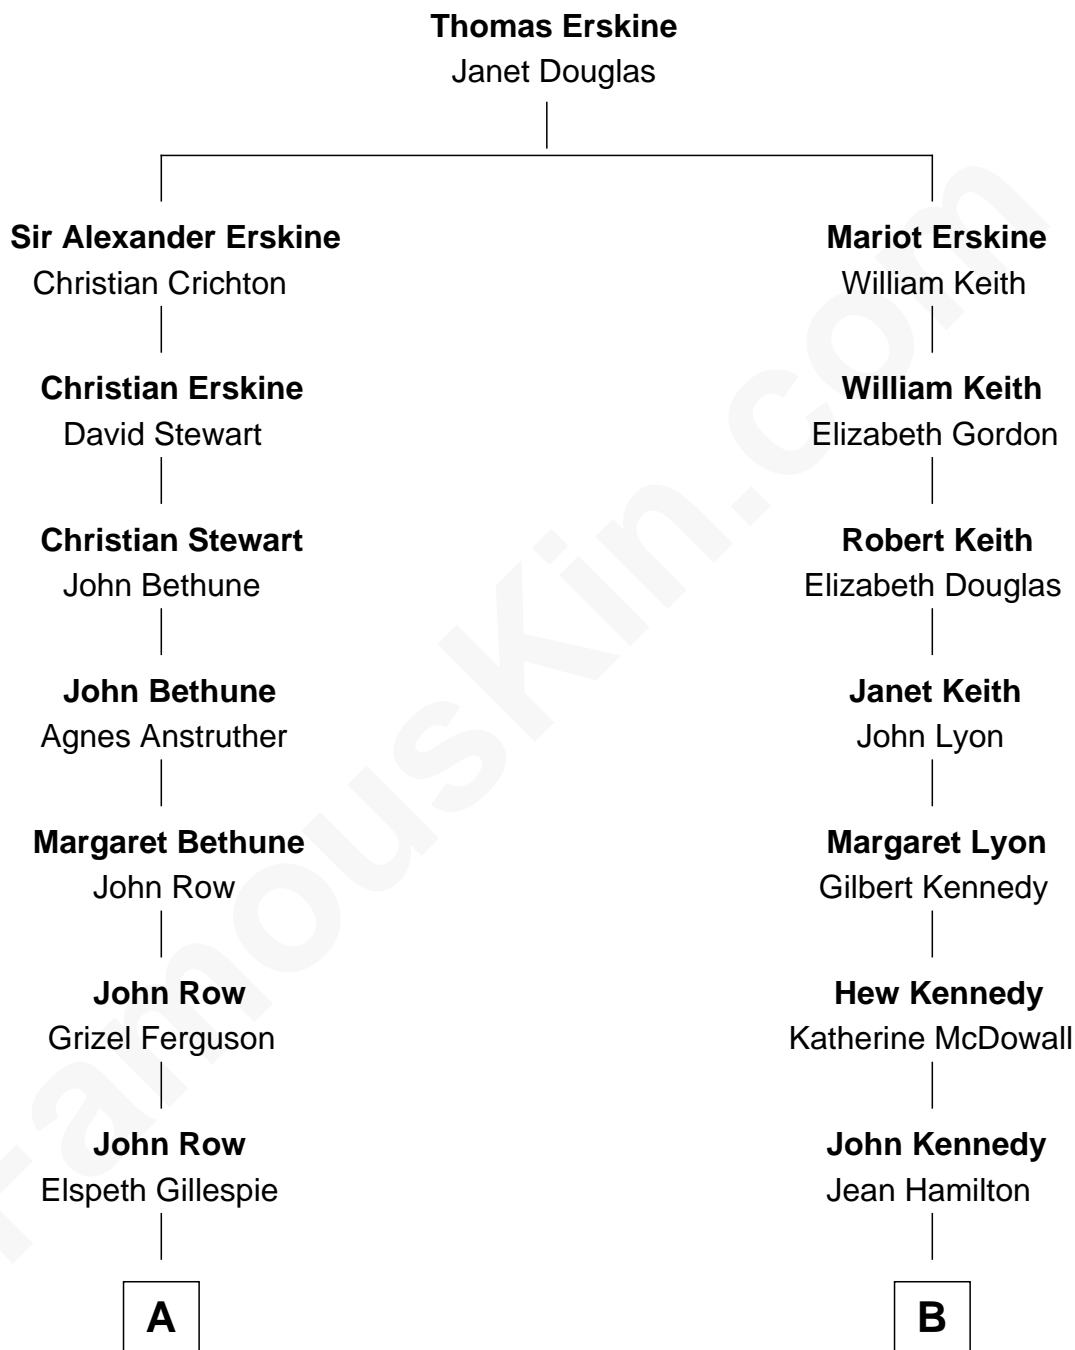 Thomas Erskine
Janet Douglas
Sir Alexander Erskine
Christian Crichton
Mariot Erskine
William Keith
Christian Erskine
David Stewart
William Keith
Elizabeth Gordon
Christian Stewart
John Bethune
Robert Keith
Elizabeth Douglas
John Bethune
Agnes Anstruther
Janet Keith
John Lyon
Margaret Bethune
John Row
Margaret Lyon
Gilbert Kennedy
John Row
Grizel Ferguson
Hew Kennedy
Katherine McDowall
John Row
Elspeth Gillespie
John Kennedy
Jean Hamilton
A
B
FamousKin.com